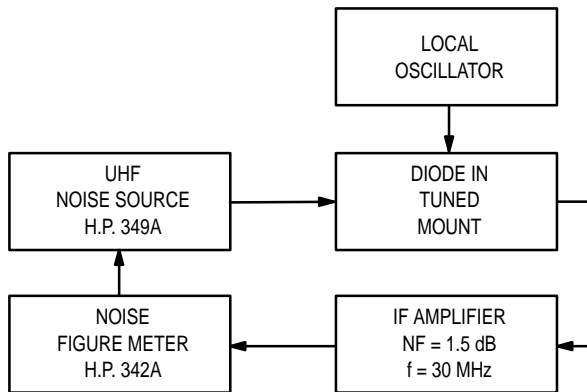 LOCAL
OSCILLATOR
UHF
NOISE SOURCE
H.P. 349A
DIODE IN
TUNED
MOUNT
NOISE
FIGURE METER
H.P. 342A
IF AMPLIFIER
NF = 1.5 dB
f = 30 MHz